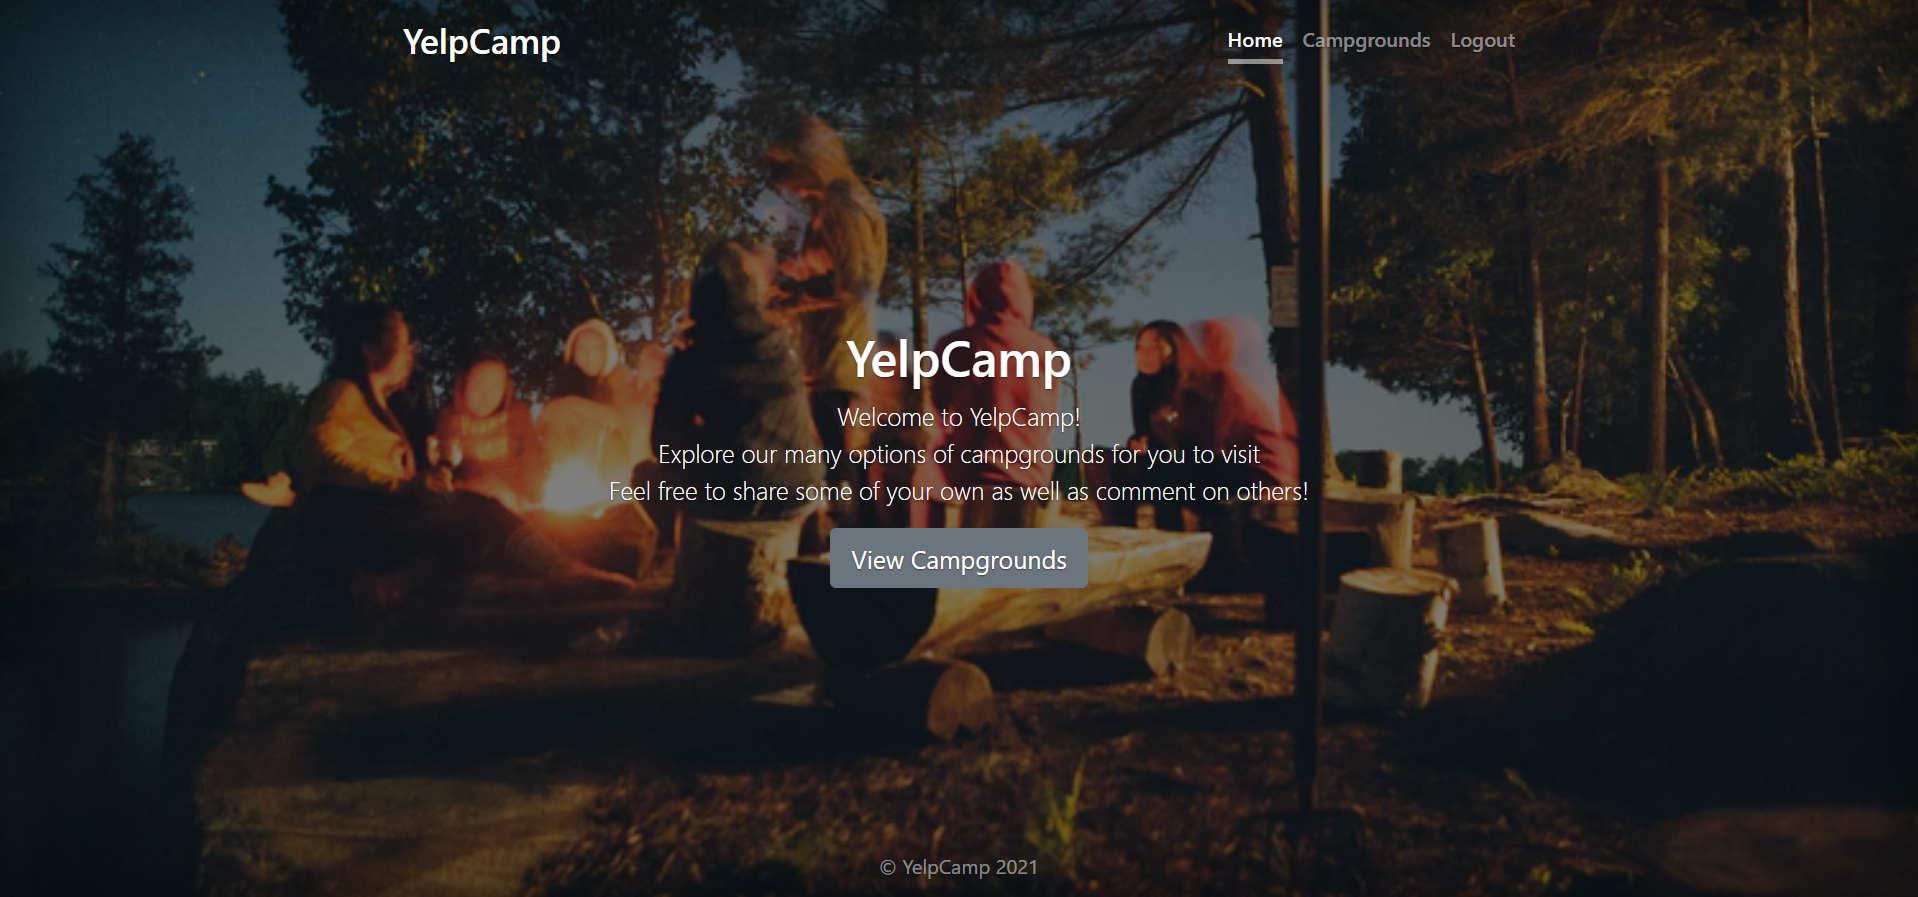 YelpCamp
Home Campgrounds Logout
YelpCamp
Welcome to YelpCamp!
Explore our many options of campgrounds for you to visit
Feel free to share some of your own as well as comment on others!
View Campgrounds
© YelpCamp 2021